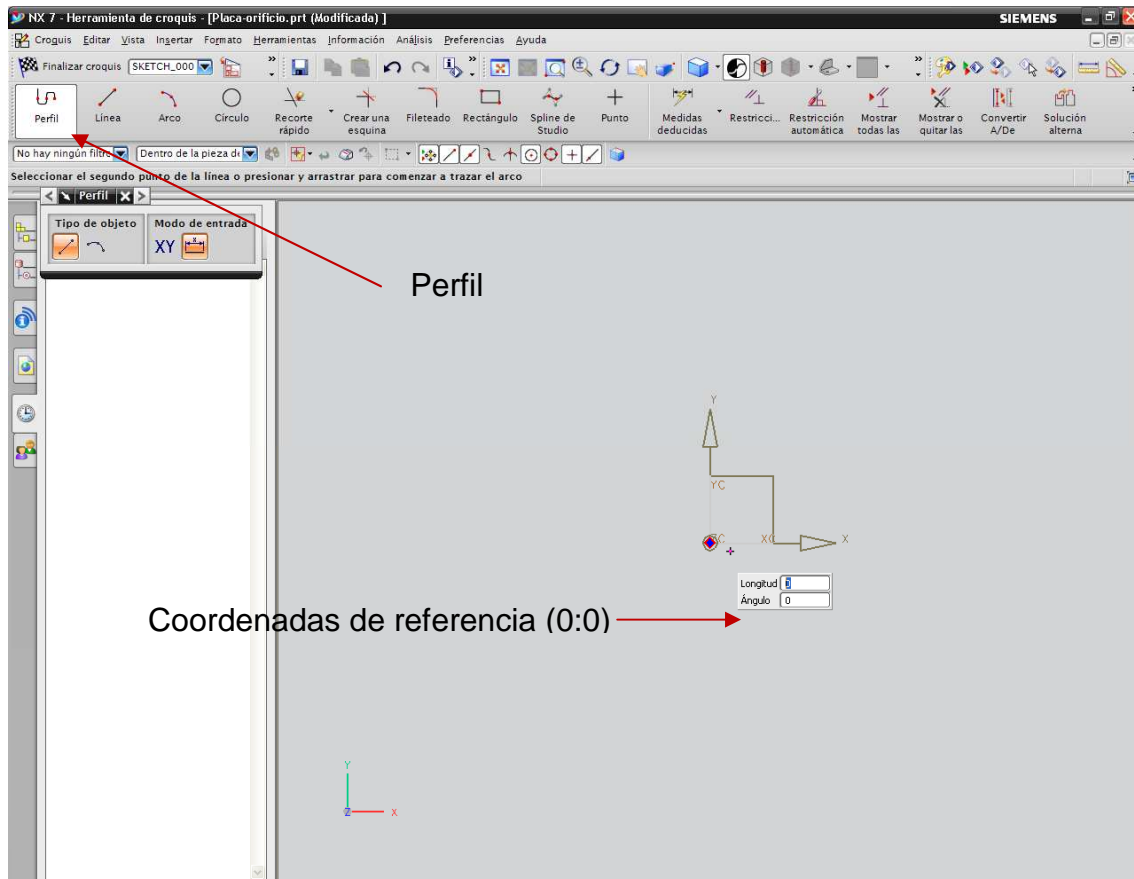 NX 7 - Herramienta de croquis - [Placa-orificio.prt (Modificada) ]
SIEMENS
Croquis Editar Vista Insertar Formato Herramientas Información Análisis Preferencias Ayuda
Finalizar croquis SKETCH_000
Perfil Línea Arco Círculo Recorte rápido Crear una esquina Fileteado Rectángulo Spline de Studio Punto Medidas deducidas Restricci... Restricción automática Mostrar todas las Mostrar o quitar las Convertir A/De Solución alterna
No hay ningún filtro Dentro de la pieza de
Seleccionar el segundo punto de la línea o presionar y arrastrar para comenzar a trazar el arco
Perfil
Tipo de objeto Modo de entrada
XY
Perfil
Y
YC
XC X
Longitud 0
Ángulo 0
Coordenadas de referencia (0:0)
Y
Z X